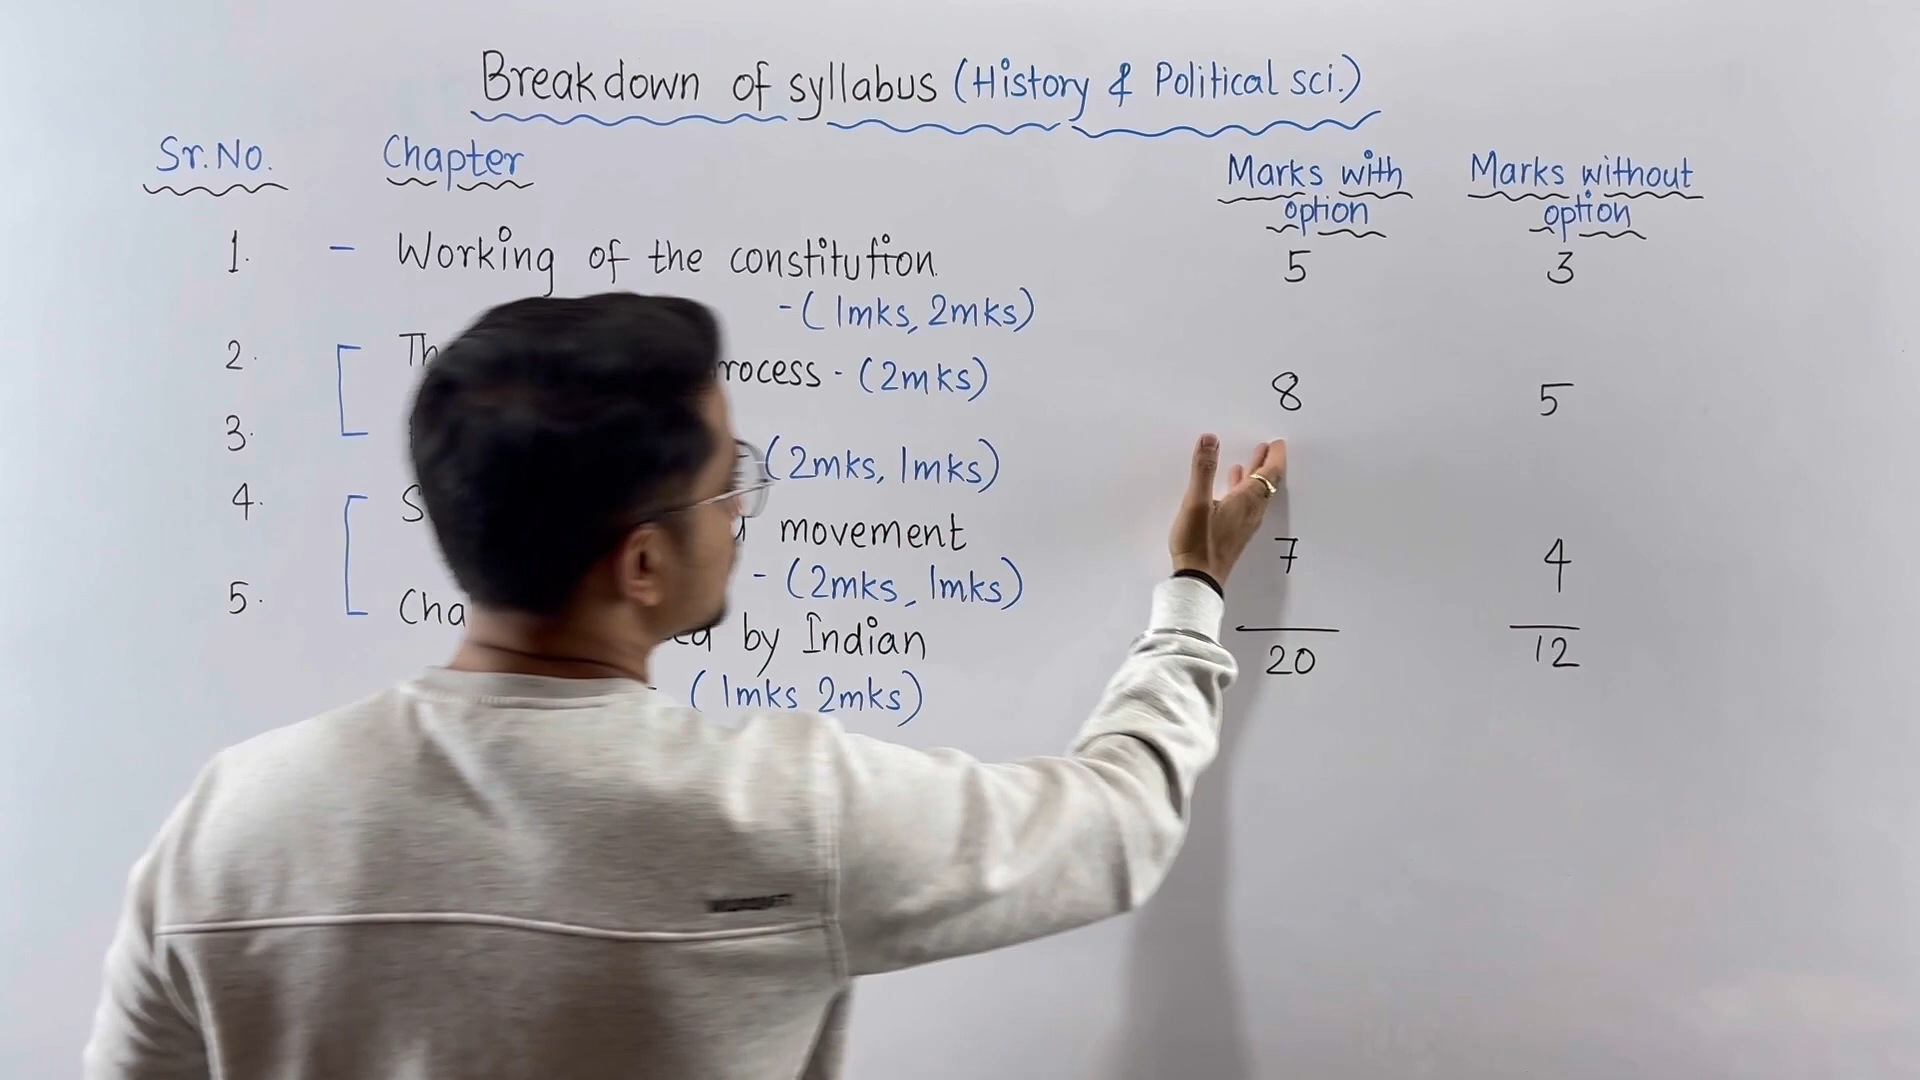 Breakdown of syllabus (History & Political sci.)
Sr.No. Chapter Marks with option Marks without option
1. - Working of the constitution 5 3
-(1mks, 2mks)
2. Th rocess - (2mks) 8 5
3. (2mks, 1mks)
4. S movement 7 4
- (2mks, 1mks)
5. Cha ed by Indian 20 12
- (1mks 2mks)